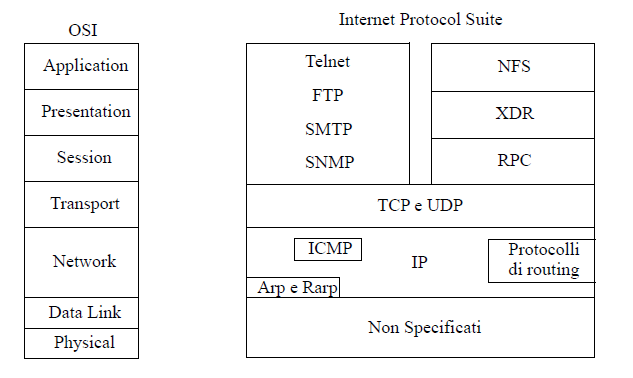 OSI
Application
Presentation
Session
Transport
Network
Data Link
Physical
Internet Protocol Suite
Telnet
FTP
SMTP
SNMP
NFS
XDR
RPC
TCP e UDP
ICMP
IP
Protocolli
di routing
Arp e Rarp
Non Specificati